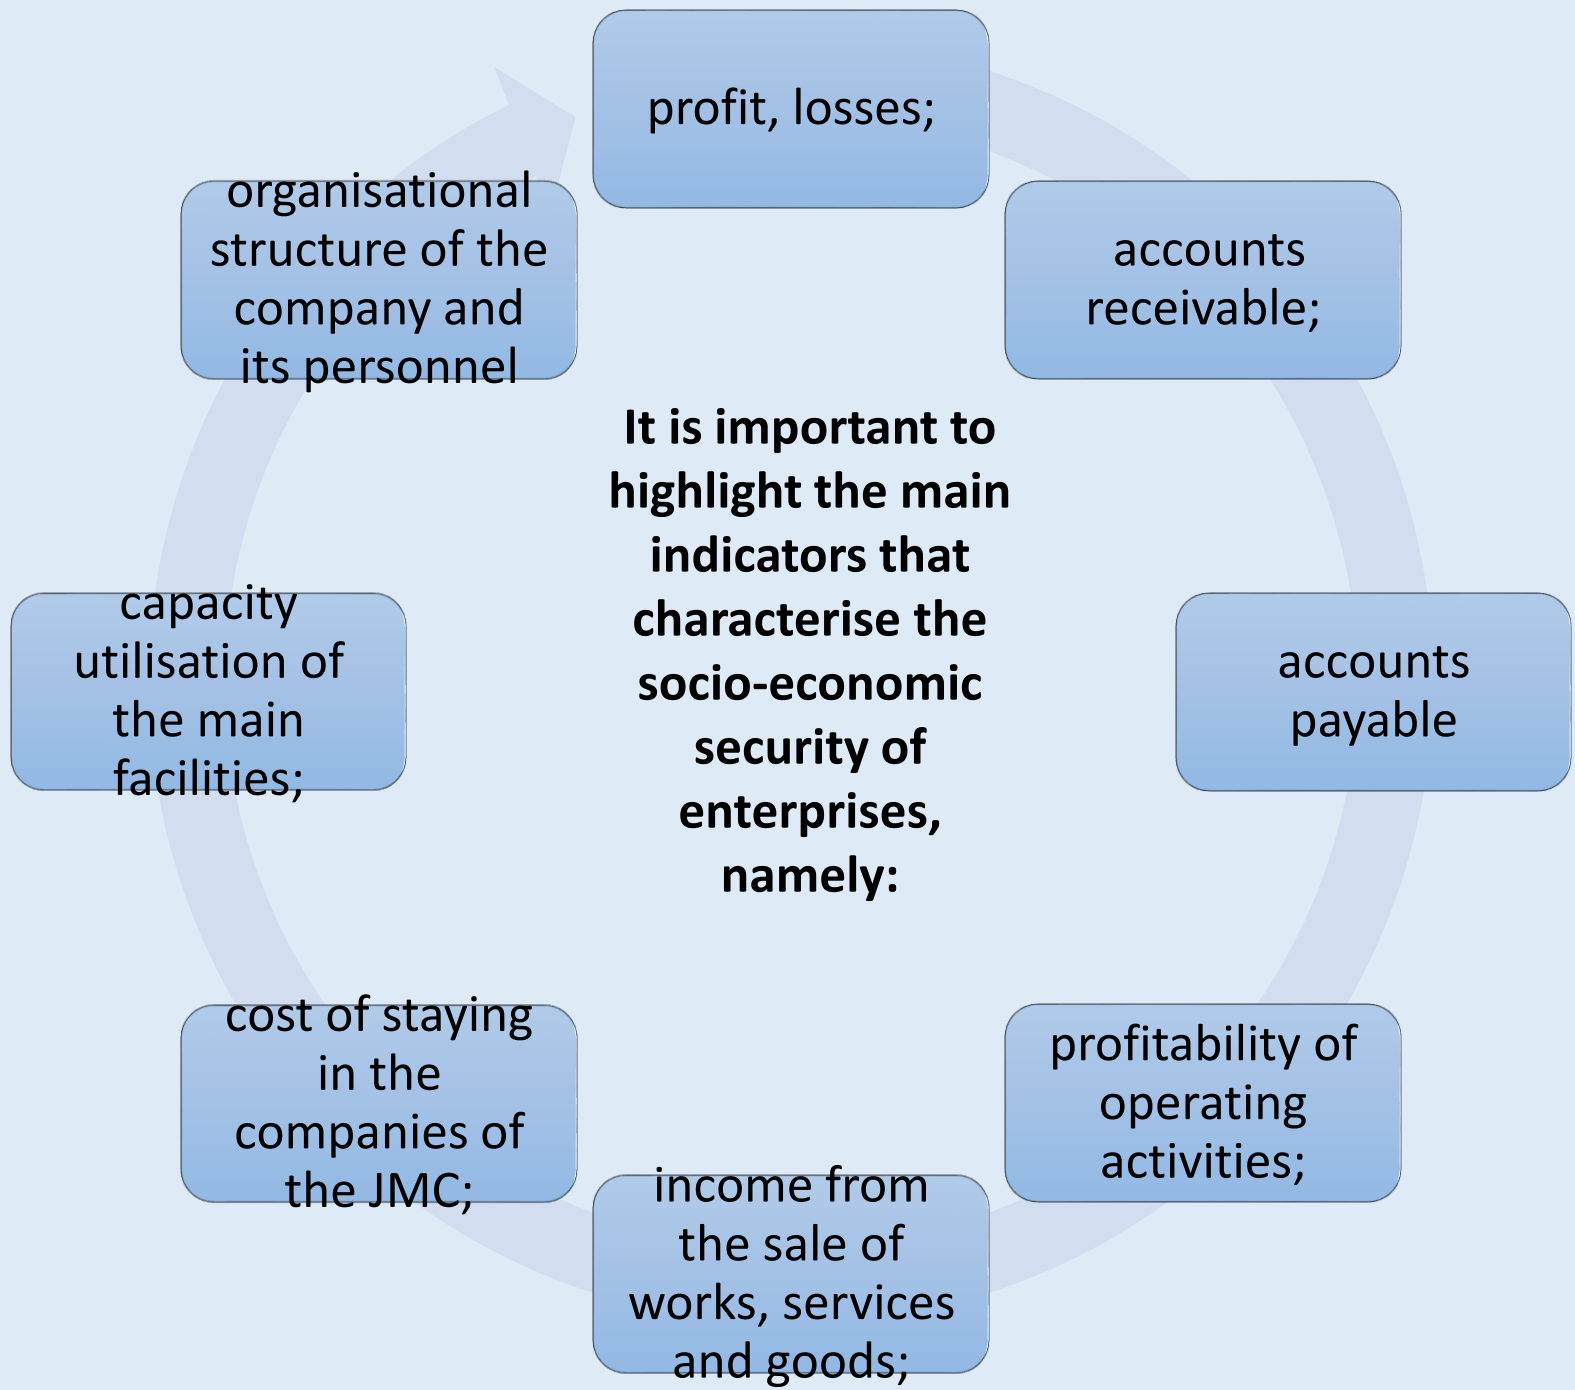 profit, losses;
accounts
receivable;
accounts
payable
profitability of
operating
activities;
income from
the sale of
works, services
and goods;
cost of staying
in the
companies of
the JMC;
capacity
utilisation of
the main
facilities;
organisational
structure of the
company and
its personnel
It is important to
highlight the main
indicators that
characterise the
socio-economic
security of
enterprises,
namely: